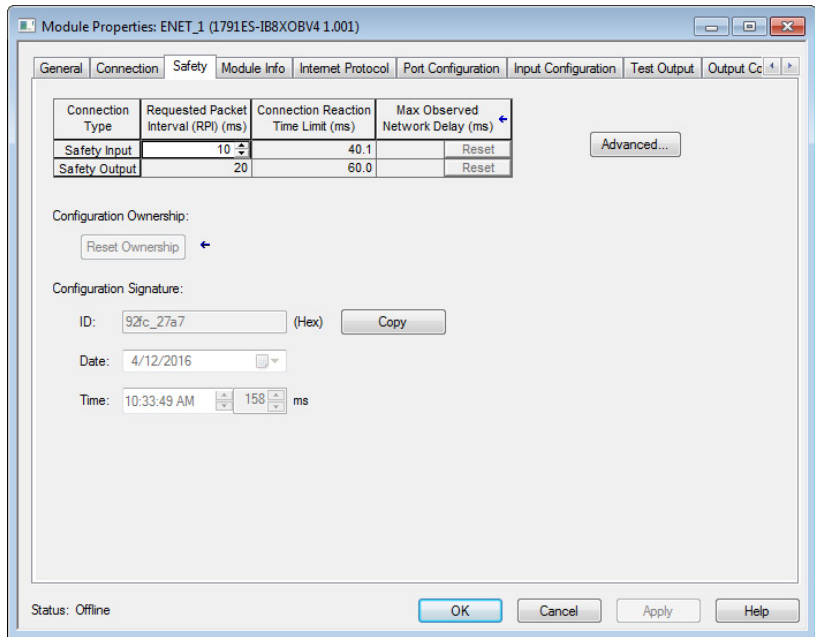 Module Properties: ENET_1 (1791ES-IB8XOBV4 1.001)
General Connection Safety Module Info Internet Protocol Port Configuration Input Configuration Test Output Output Cc
Connection Type Requested Packet Interval (RPI) (ms) Connection Reaction Time Limit (ms) Max Observed Network Delay (ms)
Safety Input 10 40.1 Reset
Safety Output 20 60.0 Reset
Advanced...
Configuration Ownership:
Reset Ownership
Configuration Signature:
ID: 92fc_27a7 (Hex) Copy
Date: 4/12/2016
Time: 10:33:49 AM 158 ms
Status: Offline OK Cancel Apply Help